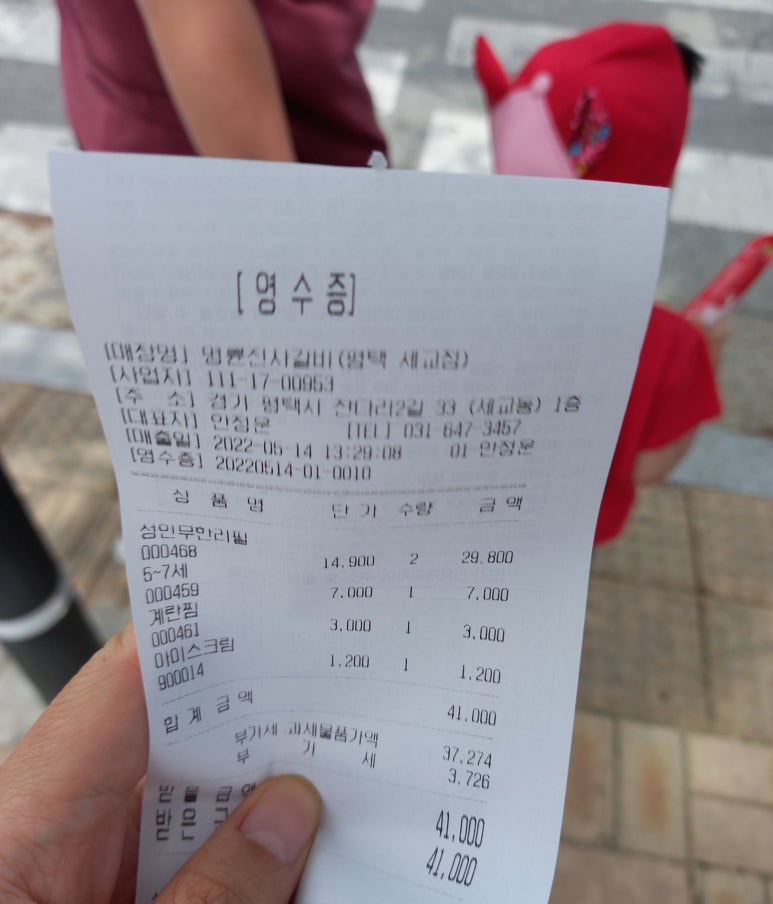 [영수증]
[매장명] 명륜진사갈비(평택 세교점)
[사업자] 111-17-00953
[주 소] 경기 평택시 산다리2길 33 (세교동) 1층
[대표자] 안정문 [TEL] 031-647-3457
[매출일] 2022-05-14 13:29:08 01 안정문
[영수증] 20220514-01-0010
상 품 명 단 가 수량 금 액
성인무한리필
000468 14,900 2 29,800
5~7세
000459 7,000 1 7,000
계란찜
000461 3,000 1 3,000
아이스크림
900014 1,200 1 1,200
합 계 금 액 41,000
부가세 과세물품가액 37,274
부 가 세 3,726
41,000
받 은 41,000